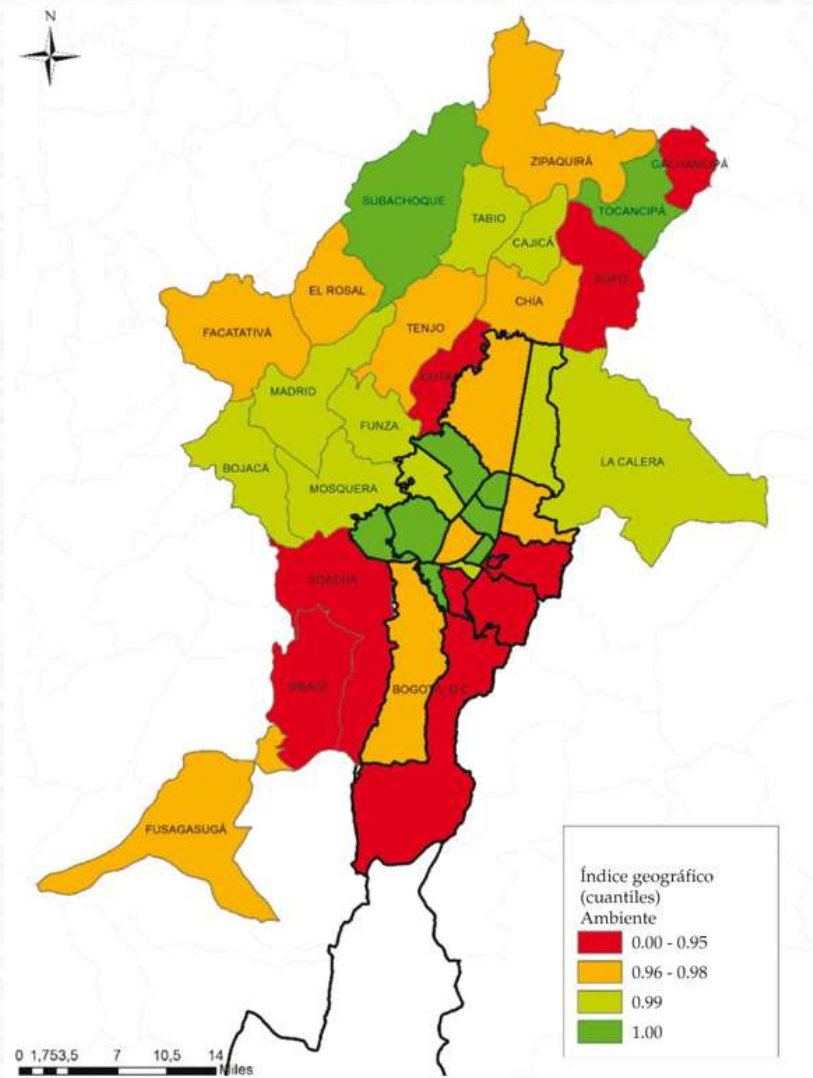 N
ZIPAQUIRÁ
GACHANCIPÁ
SUBACHOQUE
TOCANCIPÁ
TABIO
CAJICÁ
SOPÓ
EL ROSAL
CHÍA
FACATATIVÁ
TENJO
COTA
MADRID
FUNZA
LA CALERA
BOJACÁ
MOSQUERA
SOACHA
SIBATÉ
BOGOTÁ, D.C.
FUSAGASUGÁ
Índice geográfico
(cuantiles)
Ambiente
0.00 - 0.95
0.96 - 0.98
0.99
1.00
0 1,753,5 7 10,5 14
Miles